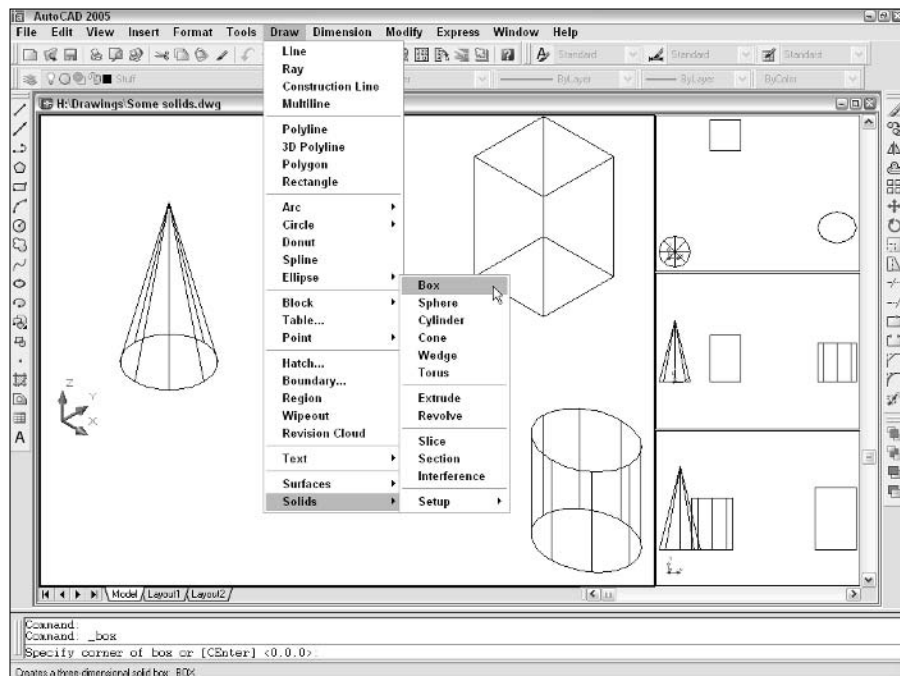 AutoCAD 2005
File Edit View Insert Format Tools Draw Dimension Modify Express Window Help
Standard Standard Standard
Stuff ByLayer ByLayer ByColor
H:\Drawings\Some solids.dwg
Line
Ray
Construction Line
Multiline
Polyline
3D Polyline
Polygon
Rectangle
Arc
Circle
Donut
Spline
Ellipse
Block
Table...
Point
Hatch...
Boundary...
Region
Wipeout
Revision Cloud
Text
Surfaces
Solids
Box
Sphere
Cylinder
Cone
Wedge
Torus
Extrude
Revolve
Slice
Section
Interference
Setup
Z
Y
X
A
Model Layout1 Layout2
Command:
Command: _box
Specify corner of box or [CEnter] <0,0,0>:
Creates a three-dimensional solid box: BOX